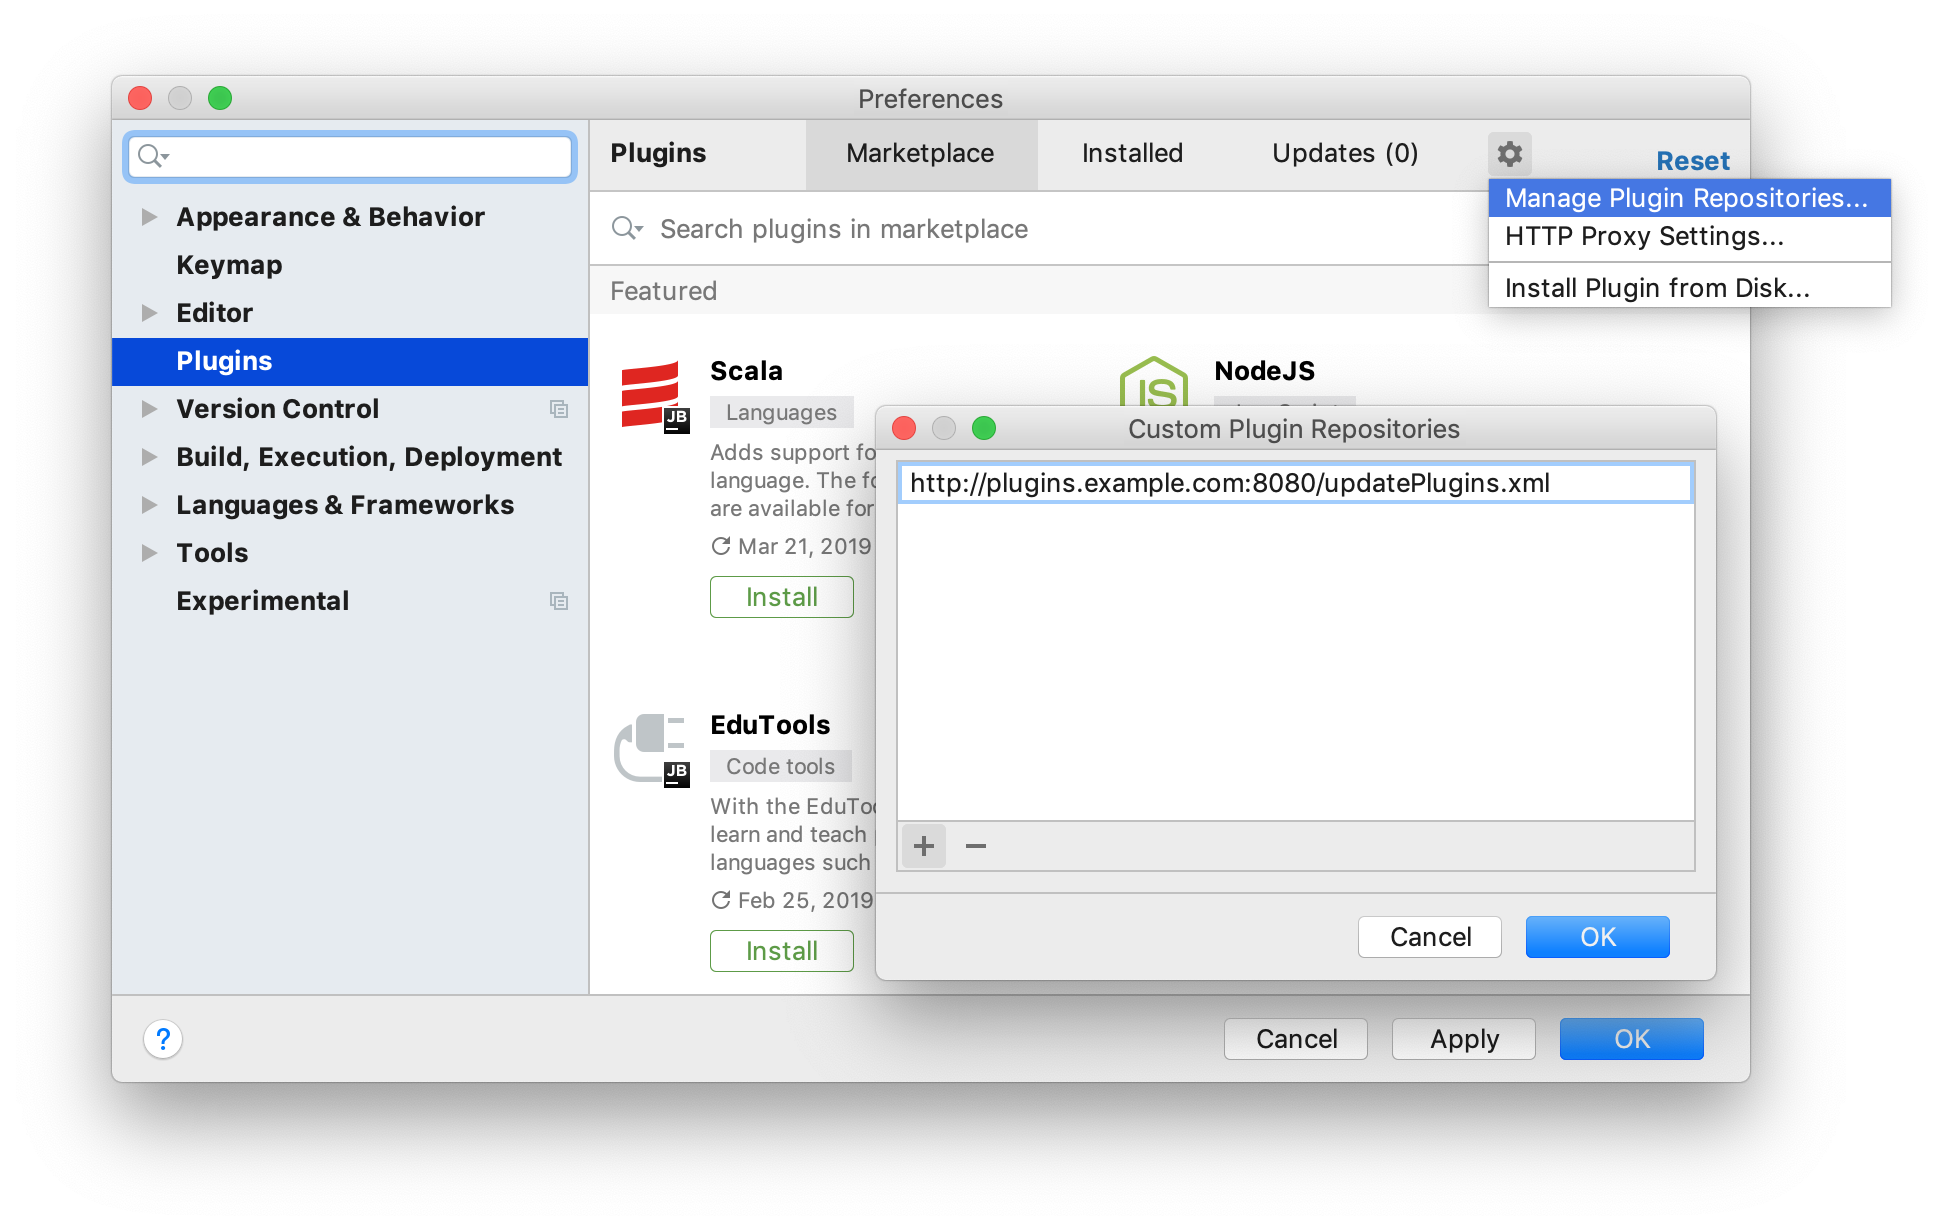 Preferences
Plugins
Marketplace
Installed
Updates (0)
Reset
Manage Plugin Repositories...
HTTP Proxy Settings...
Install Plugin from Disk...
Appearance & Behavior
Keymap
Editor
Plugins
Version Control
Build, Execution, Deployment
Languages & Frameworks
Tools
Experimental
Search plugins in marketplace
Featured
Scala
JB
Languages
Adds support fo
language. The fo
are available for
Mar 21, 2019
Install
JS
NodeJS
EduTools
JB
Code tools
With the EduToo
learn and teach
languages such
Feb 25, 2019
Install
Custom Plugin Repositories
http://plugins.example.com:8080/updatePlugins.xml
+
−
Cancel
OK
?
Cancel
Apply
OK